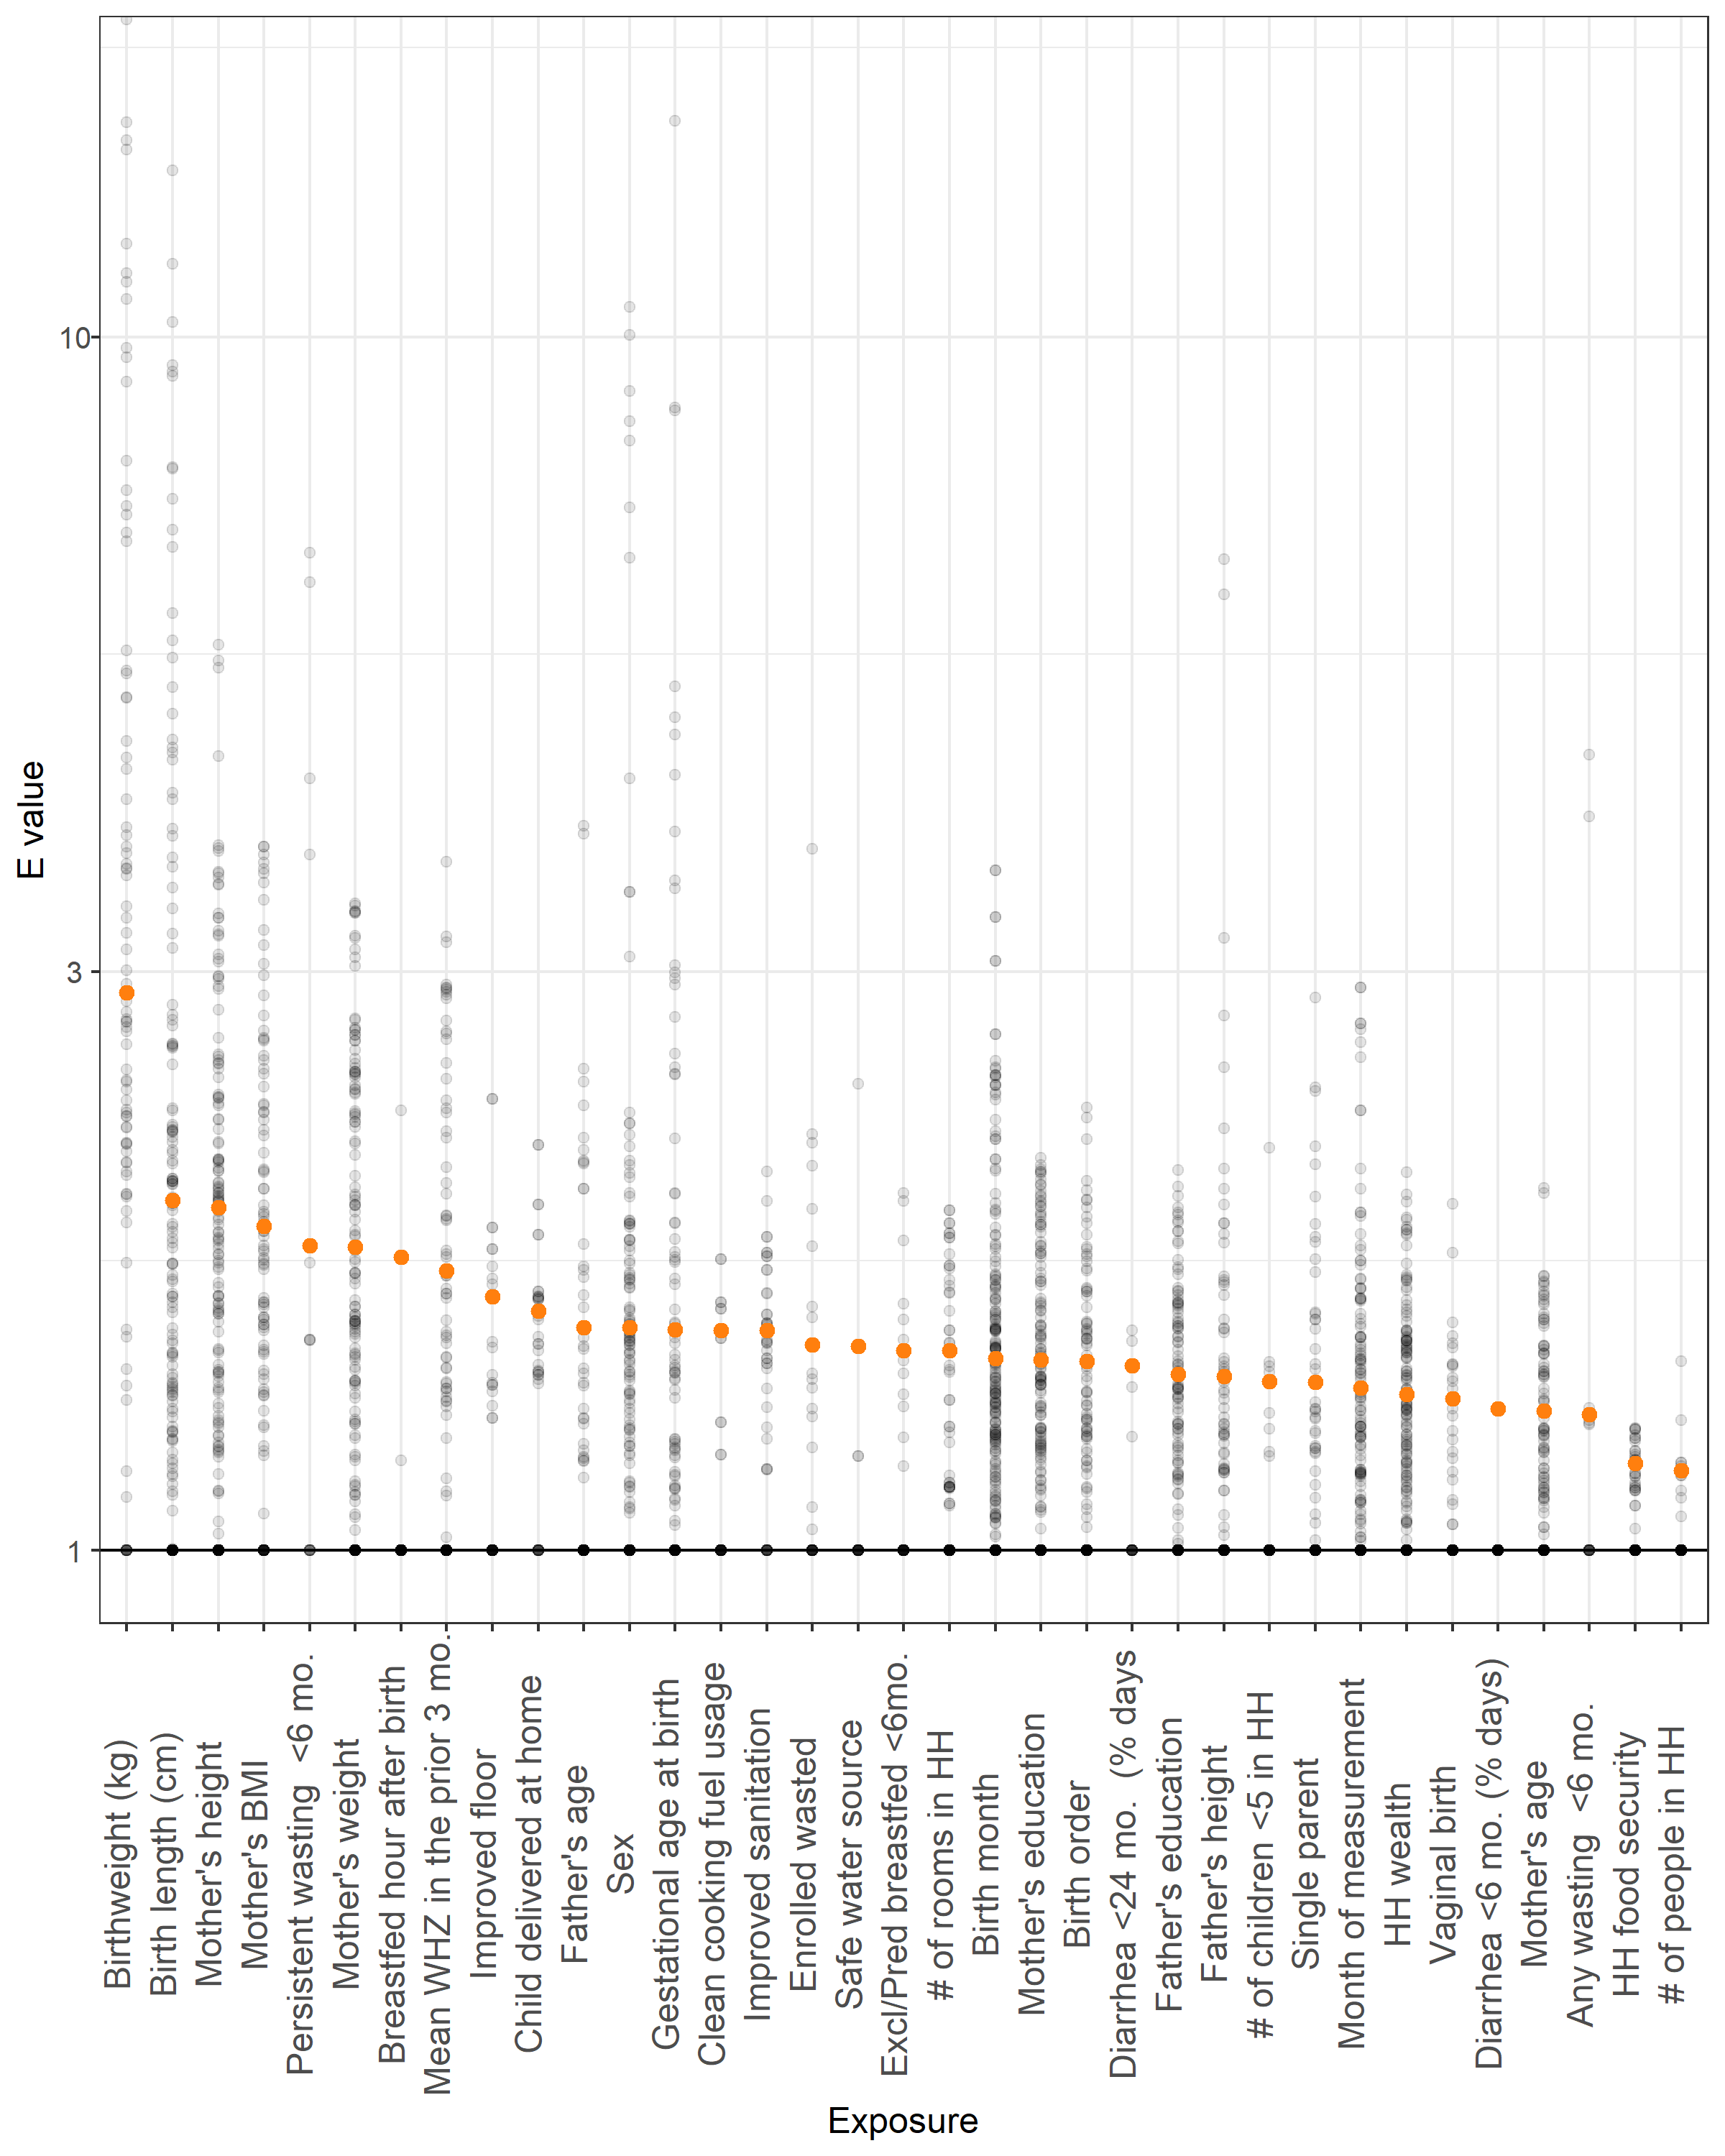 E value
10
3
1
Birthweight (kg)
Birth length (cm)
Mother's height
Mother's BMI
Persistent wasting  <6 mo.
Mother's weight
Breastfed hour after birth
Mean WHZ in the prior 3 mo.
Improved floor
Child delivered at home
Father's age
Sex
Gestational age at birth
Clean cooking fuel usage
Improved sanitation
Enrolled wasted
Safe water source
Excl/Pred breastfed <6mo.
# of rooms in HH
Birth month
Mother's education
Birth order
Diarrhea <24 mo.  (% days
Father's education
Father's height
# of children <5 in HH
Single parent
Month of measurement
HH wealth
Vaginal birth
Diarrhea <6 mo. (% days)
Mother's age
Any wasting  <6 mo.
HH food security
# of people in HH
Exposure